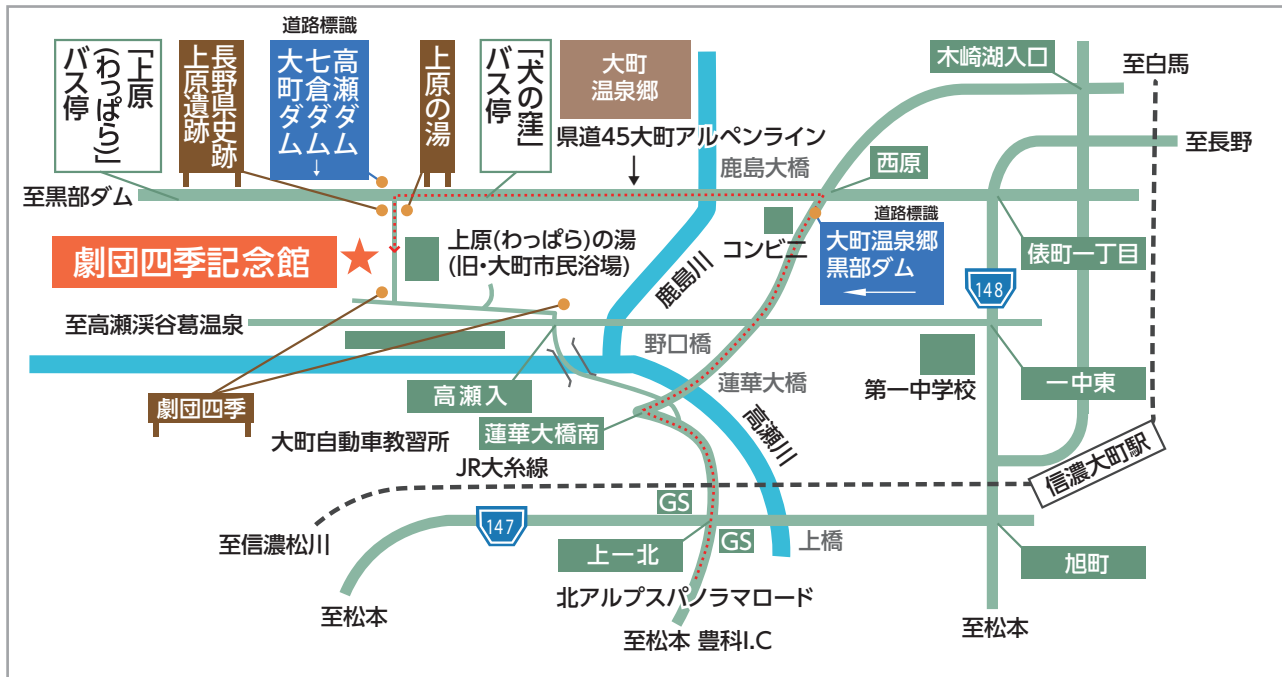 「上原
(わっぱら)」
バス停
長野県史跡
上原遺跡
道路標識
高瀬ダム
七倉ダム
大町ダム
↓
上原の湯
「犬の窪」
バス停
大町
温泉郷
県道45大町アルペンライン
鹿島大橋
木崎湖入口
至白馬
至長野
西原
至黒部ダム
劇団四季記念館
上原(わっぱら)の湯
(旧・大町市民浴場)
コンビニ
道路標識
大町温泉郷
黒部ダム
俵町一丁目
148
鹿島川
至高瀬渓谷葛温泉
野口橋
蓮華大橋
第一中学校
一中東
高瀬入
劇団四季
蓮華大橋南
高瀬川
大町自動車教習所
JR大糸線
信濃大町駅
GS
147
GS
至信濃松川
上一北
上橋
旭町
北アルプスパノラマロード
至松本
至松本 豊科I.C
至松本